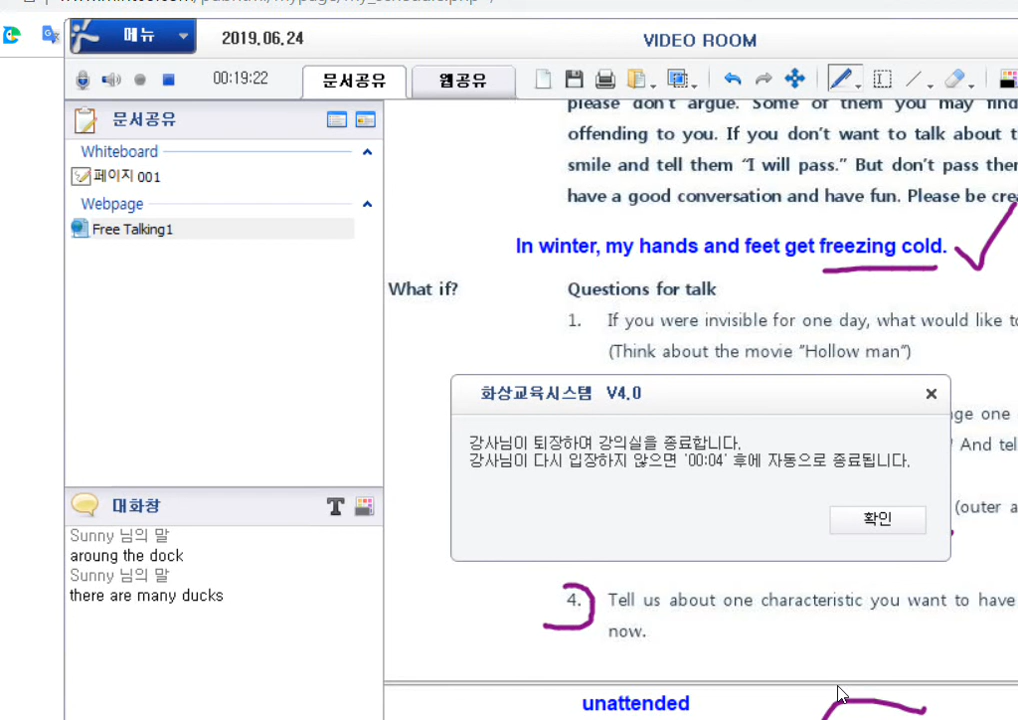 메뉴
2019.06.24
VIDEO ROOM
00:19:22
문서공유
웹공유
문서공유
Whiteboard
페이지 001
Webpage
Free Talking1
please don't argue. Some of them you may find
offending to you. If you don't want to talk about
smile and tell them "I will pass." But don't pass
have a good conversation and have fun. Please be
In winter, my hands and feet get freezing cold.
What if?
Questions for talk
1. If you were invisible for one day, what would like
(Think about the movie "Hollow man")
one
And
화상교육시스템 V4.0
강사님이 퇴장하며 강의실을 종료합니다.
강사님이 다시 입장하지 않으면 '00:04' 후에 자동으로 종료됩니다.
확인
(outer
4. Tell us about one characteristic you want to have
now.
unattended
대화창
T
Sunny 님의 말
aroung the dock
Sunny 님의 말
there are many ducks